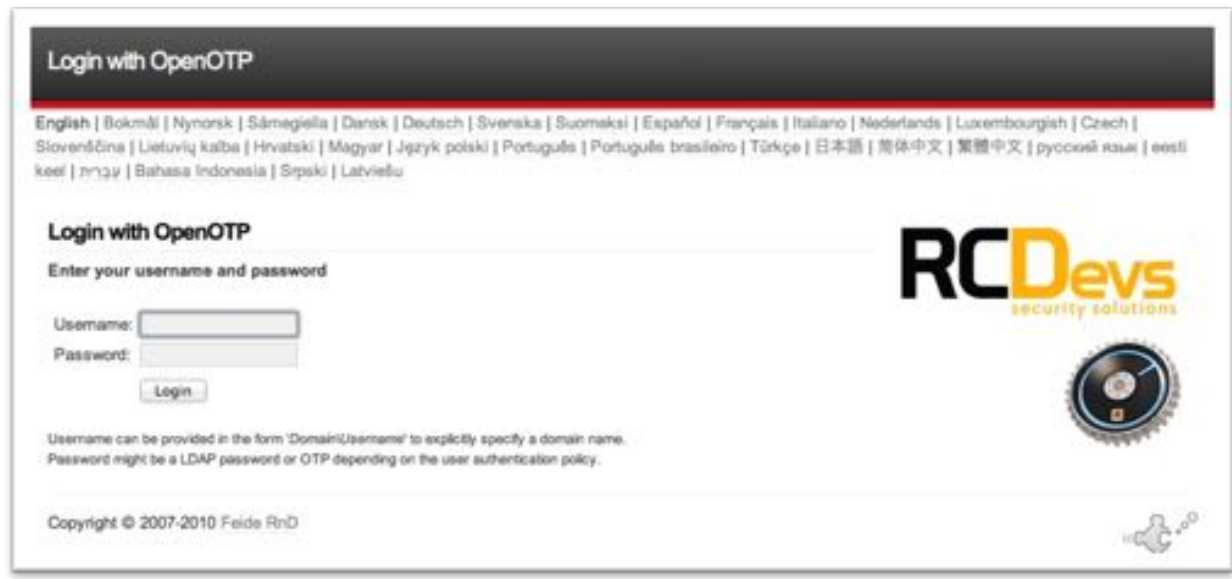 Login with OpenOTP
English | Bokmål | Nynorsk | Sámegiella | Dansk | Deutsch | Svenska | Suomeksi | Español | Français | Italiano | Nederlands | Luxembourgish | Czech |
Slovenščina | Lietuvių kalba | Hrvatski | Magyar | Język polski | Português | Português brasileiro | Türkçe | 日本語 | 简体中文 | 繁體中文 | русский язык | eesti
keel | עברית | Bahasa Indonesia | Srpski | Latviešu
Login with OpenOTP
Enter your username and password
RCDevs
security solutions
Username:
Password:
Login
Username can be provided in the form 'Domain\Username' to explicitly specify a domain name.
Password might be a LDAP password or OTP depending on the user authentication policy.
Copyright © 2007-2010 Feide RnD